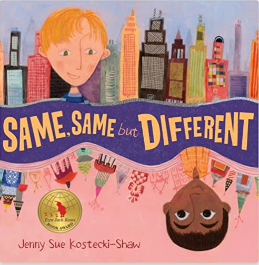 SAME, SAME but DIFFERENT
Jenny Sue Kostecki-Shaw